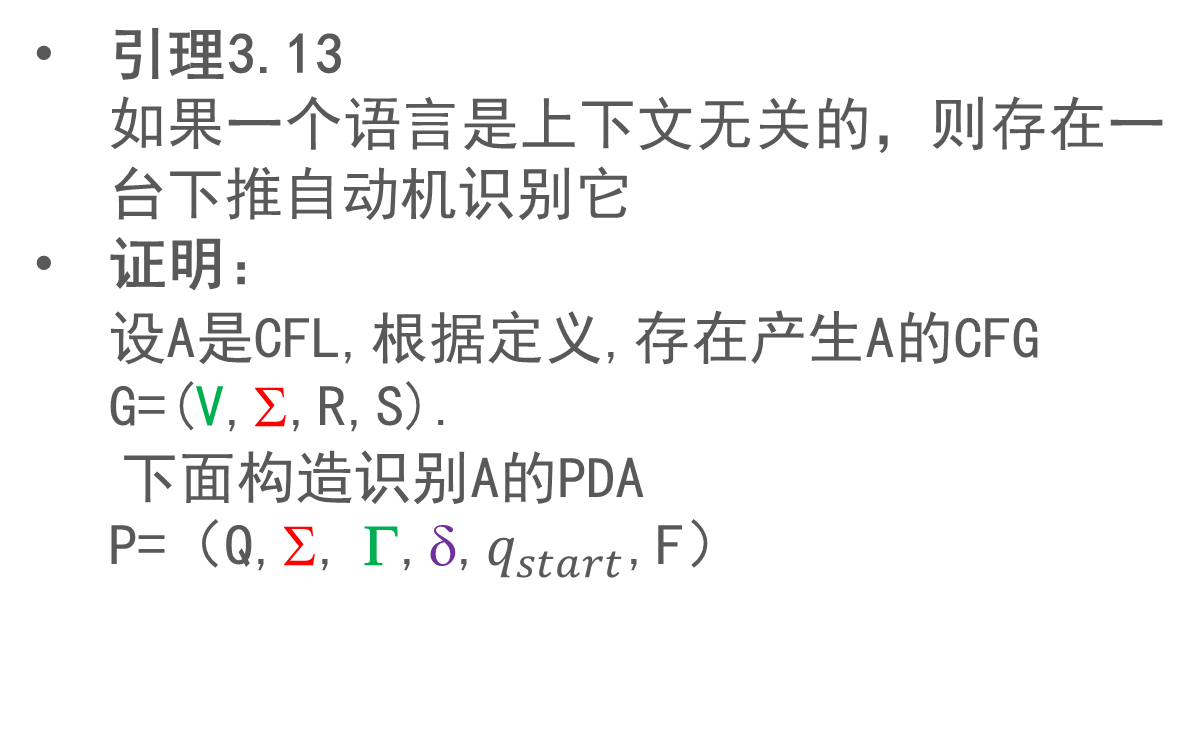 • 引理3.13
如果一个语言是上下文无关的，则存在一
台下推自动机识别它
• 证明：
设A是CFL,根据定义,存在产生A的CFG
G=(V,Σ,R,S).
下面构造识别A的PDA
P=（Q,Σ, Γ,δ,q_start,F）